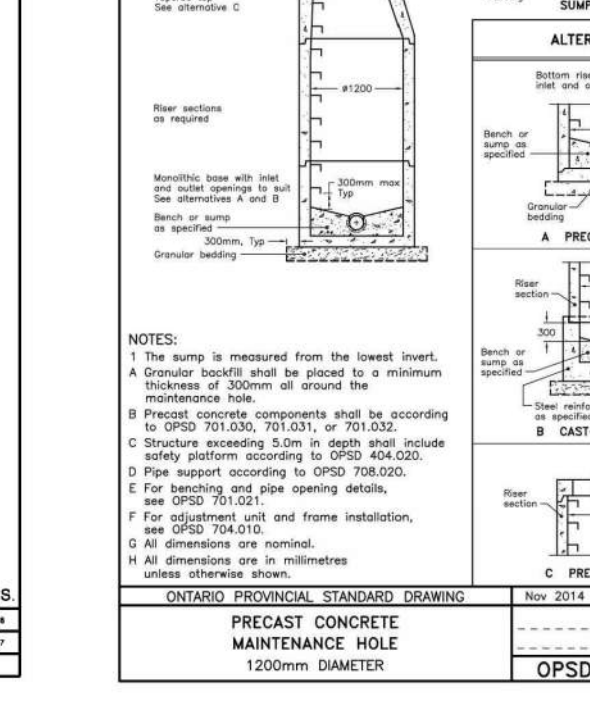 See alternative C
SUMP
ALTER
ø1200
Riser sections
as required
Monolithic base with inlet
and outlet openings to suit
See alternatives A and B
300mm max
Typ
Bench or sump
as specified
300mm, Typ
Granular bedding
NOTES:
1 The sump is measured from the lowest invert.
A Granular backfill shall be placed to a minimum
thickness of 300mm all around the
maintenance hole.
B Precast concrete components shall be according
to OPSD 701.030, 701.031, or 701.032.
C Structure exceeding 5.0m in depth shall include
safety platform according to OPSD 404.020.
D Pipe support according to OPSD 708.020.
E For benching and pipe opening details,
see OPSD 701.021.
F For adjustment unit and frame installation,
see OPSD 704.010.
G All dimensions are nominal.
H All dimensions are in millimetres
unless otherwise shown.
Bottom rise
inlet and o
Bench or
sump as
specified
Granular
bedding
A PREC
Riser
section
300
Bench or
sump as
specified
Steel reinfo
as specifie
B CAST
Riser
section
C PRE
S.
ONTARIO PROVINCIAL STANDARD DRAWING
Nov 2014
PRECAST CONCRETE
MAINTENANCE HOLE
1200mm DIAMETER
OPSD